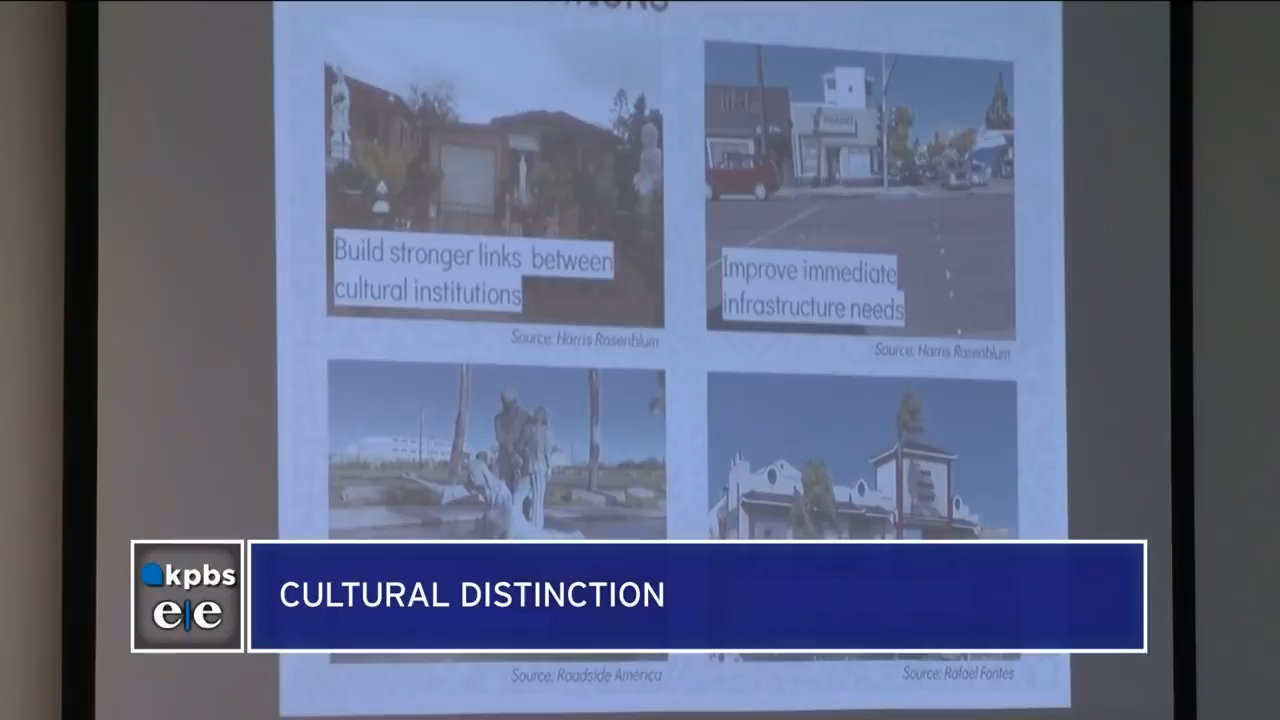 Build stronger links between
cultural institutions
Improve immediate
infrastructure needs
Source: Harris Rosenblum
Source: Harris Rosenblum
kpbs
e|e
CULTURAL DISTINCTION
Source: Roadside America
Source: Rafael Fontes